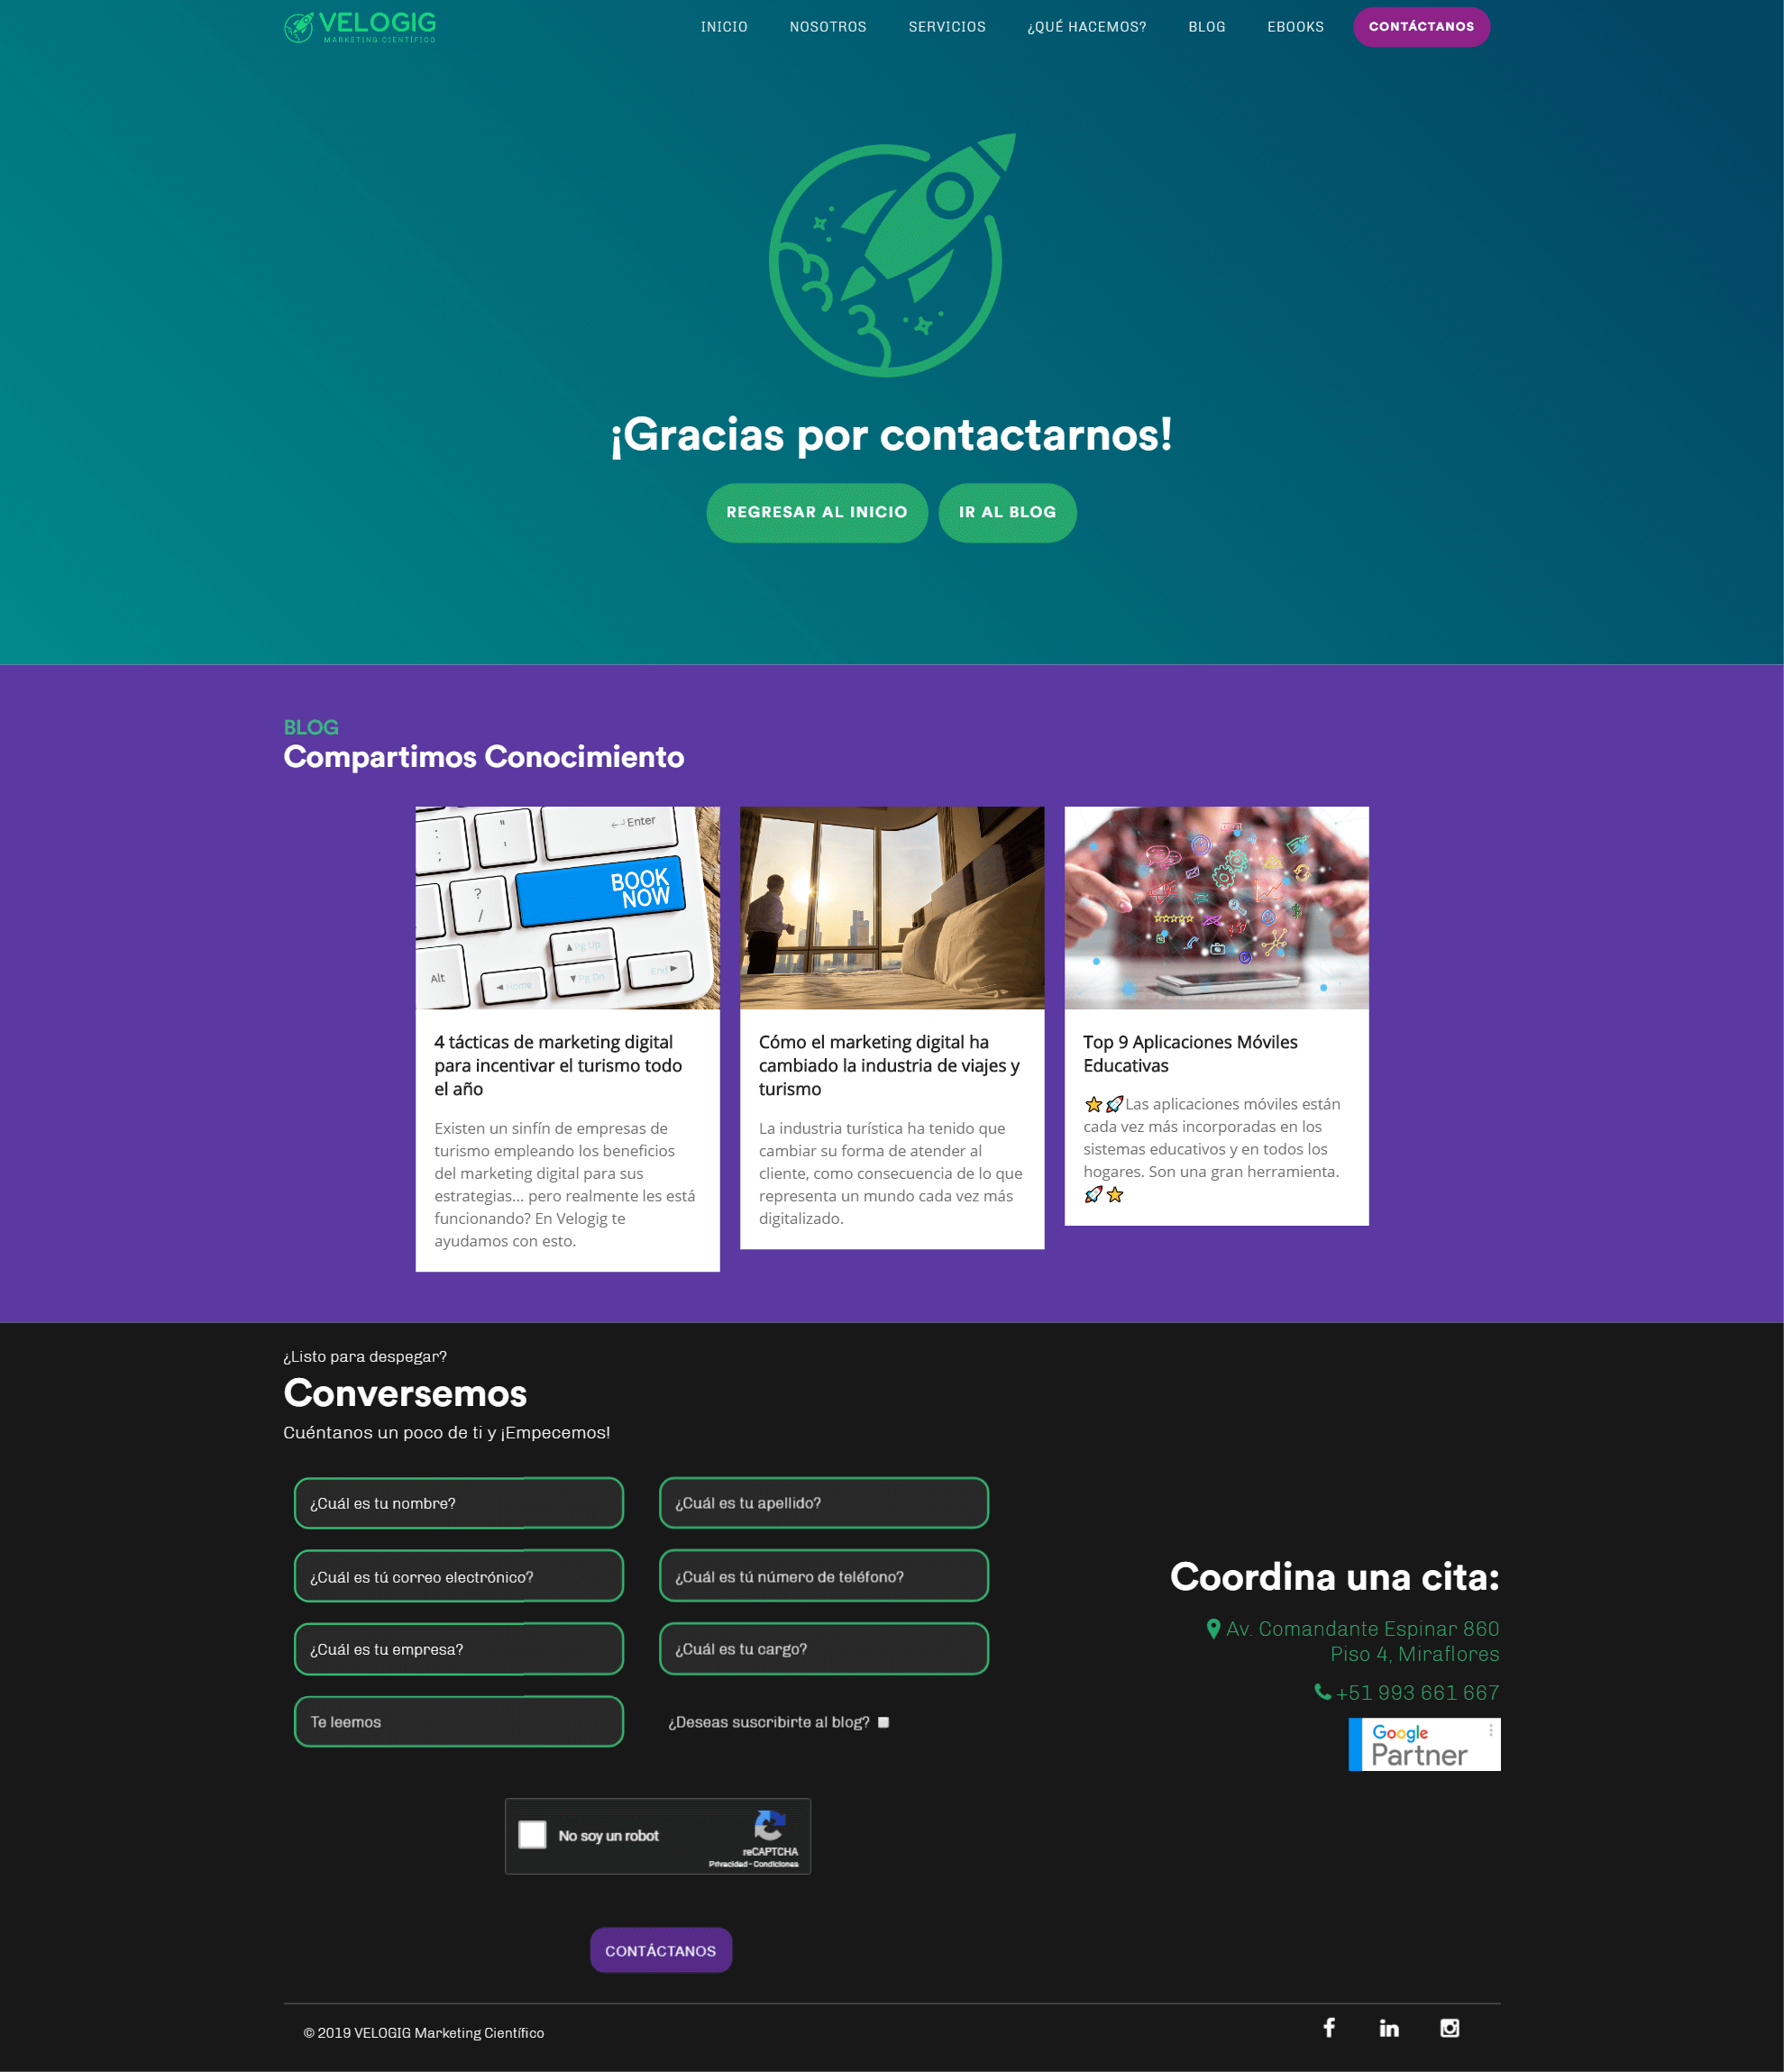 VELOGIG
MARKETING CIENTÍFICO
INICIO
NOSOTROS
SERVICIOS
¿QUÉ HACEMOS?
BLOG
EBOOKS
CONTÁCTANOS
¡Gracias por contactarnos!
REGRESAR AL INICIO
IR AL BLOG
BLOG
Compartimos Conocimiento
Enter
BOOK
NOW
Alt
Pg Up
Home
Pg Dn
End
4 tácticas de marketing digital
para incentivar el turismo todo
el año
Existen un sinfín de empresas de
turismo empleando los beneficios
del marketing digital para sus
estrategias... pero realmente les está
funcionando? En Velogig te
ayudamos con esto.
Cómo el marketing digital ha
cambiado la industria de viajes y
turismo
La industria turística ha tenido que
cambiar su forma de atender al
cliente, como consecuencia de lo que
representa un mundo cada vez más
digitalizado.
Top 9 Aplicaciones Móviles
Educativas
⭐🚀Las aplicaciones móviles están
cada vez más incorporadas en los
sistemas educativos y en todos los
hogares. Son una gran herramienta.
🚀⭐
¿Listo para despegar?
Conversemos
Cuéntanos un poco de ti y ¡Empecemos!
¿Cuál es tu nombre?
¿Cuál es tu apellido?
¿Cuál es tú correo electrónico?
¿Cuál es tú número de teléfono?
¿Cuál es tu empresa?
¿Cuál es tu cargo?
Te leemos
¿Deseas suscribirte al blog?
No soy un robot
reCAPTCHA
Privacidad - Condiciones
CONTÁCTANOS
Coordina una cita:
Av. Comandante Espinar 860
Piso 4, Miraflores
+51 993 661 667
Google
Partner
© 2019 VELOGIG Marketing Científico